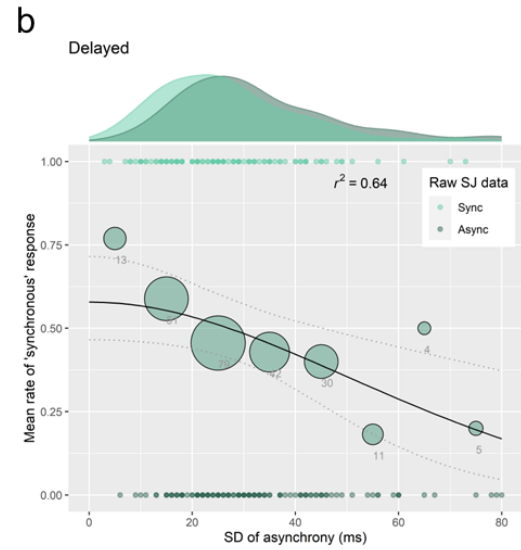 b
Delayed
1.00
r² = 0.64
Raw SJ data
Sync
Async
13
0.75
51
0.50
4
42
30
0.25
11
5
0.00
0 20 40 60 80
SD of asynchrony (ms)
Mean rate of 'synchronous' response